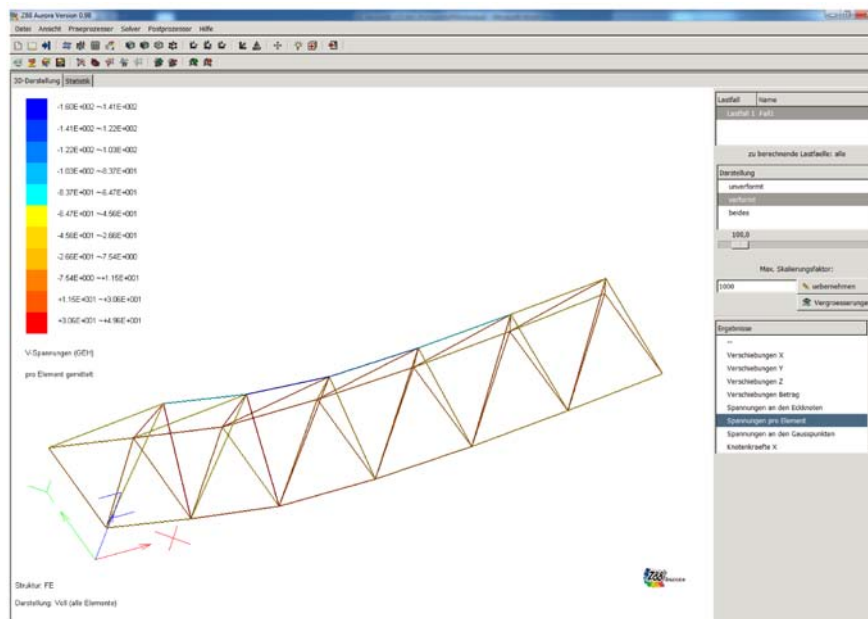 Z88 Aurora Version 0.98
Datei Ansicht Praeprozessor Solver Postprozessor Hilfe
3D-Darstellung Statistik
-1.60E+002 ~-1.41E+002
-1.41E+002 ~-1.22E+002
-1.22E+002 ~-1.03E+002
-1.03E+002 ~-8.37E+001
-8.37E+001 ~-6.47E+001
-6.47E+001 ~-4.56E+001
-4.56E+001 ~-2.66E+001
-2.66E+001 ~-7.54E+000
-7.54E+000 ~+1.15E+001
+1.15E+001 ~+3.06E+001
+3.06E+001 ~+4.96E+001
V-Spannungen (GEH)
pro Element gemittelt
Y
Z
X
Struktur: FE
Darstellung: Voll (alle Elemente)
Z88 Aurora
Lastfall Name
Lastfall 1 Fall1
zu berechnende Lastfaelle: alle
Darstellung
unverformt
verformt
beides
100,0
Max. Skalierungsfaktor:
1000 uebernehmen
Vergroesserunge
Ergebnisse
--
Verschiebungen X
Verschiebungen Y
Verschiebungen Z
Verschiebungen Betrag
Spannungen an den Eckknoten
Spannungen pro Element
Spannungen an den Gausspunkten
Knotenkraefte X